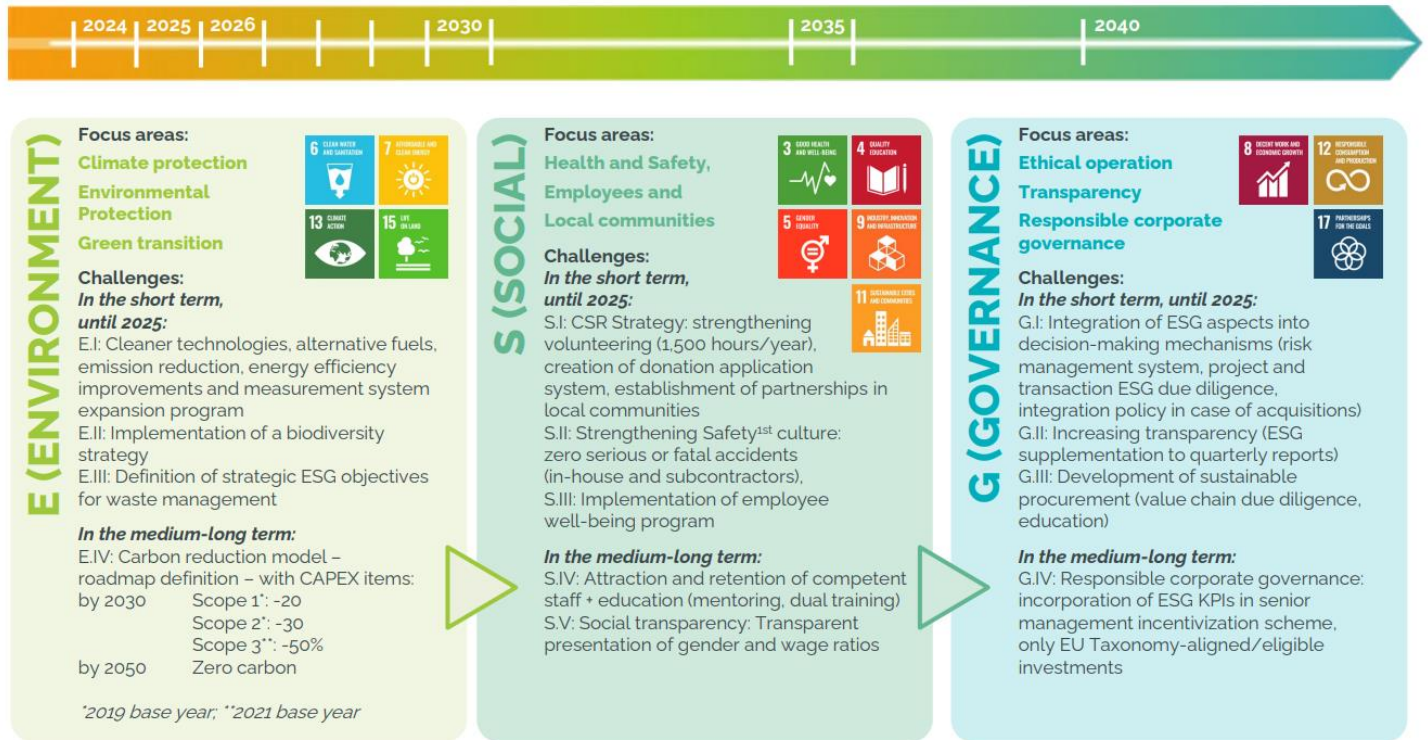 2024 2025 2026 2030 2035 2040
E (ENVIRONMENT)
Focus areas:
Climate protection
Environmental
Protection
Green transition
6 CLEAN WATER
AND SANITATION
7 AFFORDABLE AND
CLEAN ENERGY
13 CLIMATE
ACTION
15 LIFE
ON LAND
Challenges:
In the short term,
until 2025:
E.I: Cleaner technologies, alternative fuels,
emission reduction, energy efficiency
improvements and measurement system
expansion program
E.II: Implementation of a biodiversity
strategy
E.III: Definition of strategic ESG objectives
for waste management
In the medium-long term:
E.IV: Carbon reduction model –
roadmap definition – with CAPEX items:
by 2030 Scope 1*: -20
Scope 2*: -30
Scope 3**: -50%
by 2050 Zero carbon
*2019 base year; **2021 base year
S (SOCIAL)
Focus areas:
Health and Safety,
Employees and
Local communities
3 GOOD HEALTH
AND WELL-BEING
4 QUALITY
EDUCATION
5 GENDER
EQUALITY
9 INDUSTRY, INNOVATION
AND INFRASTRUCTURE
11 SUSTAINABLE CITIES
AND COMMUNITIES
Challenges:
In the short term,
until 2025:
S.I: CSR Strategy: strengthening
volunteering (1,500 hours/year),
creation of donation application
system, establishment of partnerships in
local communities
S.II: Strengthening Safety1st culture:
zero serious or fatal accidents
(in-house and subcontractors),
S.III: Implementation of employee
well-being program
In the medium-long term:
S.IV: Attraction and retention of competent
staff + education (mentoring, dual training)
S.V: Social transparency: Transparent
presentation of gender and wage ratios
G (GOVERNANCE)
Focus areas:
Ethical operation
Transparency
Responsible corporate
governance
8 DECENT WORK AND
ECONOMIC GROWTH
12 RESPONSIBLE
CONSUMPTION
AND PRODUCTION
17 PARTNERSHIPS
FOR THE GOALS
Challenges:
In the short term, until 2025:
G.I: Integration of ESG aspects into
decision-making mechanisms (risk
management system, project and
transaction ESG due diligence,
integration policy in case of acquisitions)
G.II: Increasing transparency (ESG
supplementation to quarterly reports)
G.III: Development of sustainable
procurement (value chain due diligence,
education)
In the medium-long term:
G.IV: Responsible corporate governance:
incorporation of ESG KPIs in senior
management incentivization scheme,
only EU Taxonomy-aligned/eligible
investments